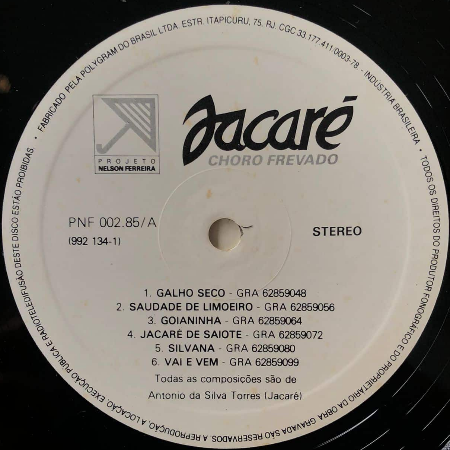 • FABRICADO PELA POLYGRAM DO BRASIL LTDA. ESTR. ITAPICURU, 75. RJ. CGC 33.177.411.0003-78 - INDÚSTRIA BRASILEIRA • TODOS OS DIREITOS DO PRODUTOR FONOGRÁFICO E DO PROPRIETÁRIO DA OBRA GRAVADA SÃO RESERVADOS. A REPRODUÇÃO, A LOCAÇÃO, EXECUÇÃO PÚBLICA E RADIOTELEDIFUSÃO DESTE DISCO ESTÃO PROIBIDAS
PROJETO
NELSON FERREIRA
Jacaré
CHORO FREVADO
PNF 002.85/A
(992 134-1)
STEREO
1. GALHO SECO - GRA 62859048
2. SAUDADE DE LIMOEIRO - GRA 62859056
3. GOIANINHA - GRA 62859064
4. JACARÉ DE SAIOTE - GRA 62859072
5. SILVANA - GRA 62859080
6. VAI E VEM - GRA 62859099
Todas as composições são de
Antonio da Silva Torres (Jacaré)